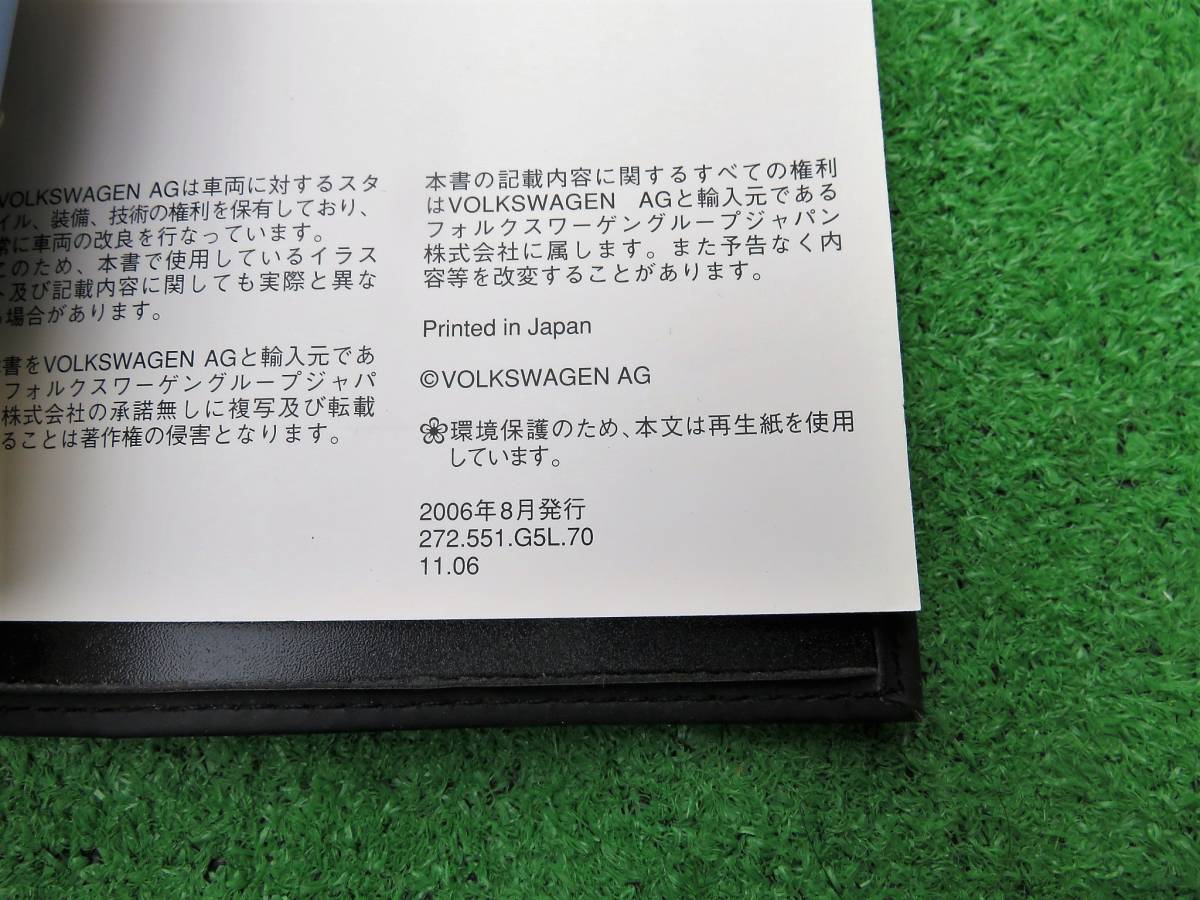 VOLKSWAGEN AGは車両に対するスタ
イル、装備、技術の権利を保有しており、
常に車両の改良を行なっています。
このため、本書で使用しているイラス
ト及び記載内容に関しても実際と異な
る場合があります。
本書をVOLKSWAGEN AGと輸入元であ
フォルクスワーゲングループジャパ
株式会社の承諾無しに複写及び転載
ることは著作権の侵害となります。
本書の記載内容に関するすべての権利
はVOLKSWAGEN AGと輸入元である
フォルクスワーゲングループジャパン
株式会社に属します。また予告なく内
容等を改変することがあります。
Printed in Japan
©VOLKSWAGEN AG
環境保護のため、本文は再生紙を使用
しています。
2006年8月発行
272.551.G5L.70
11.06